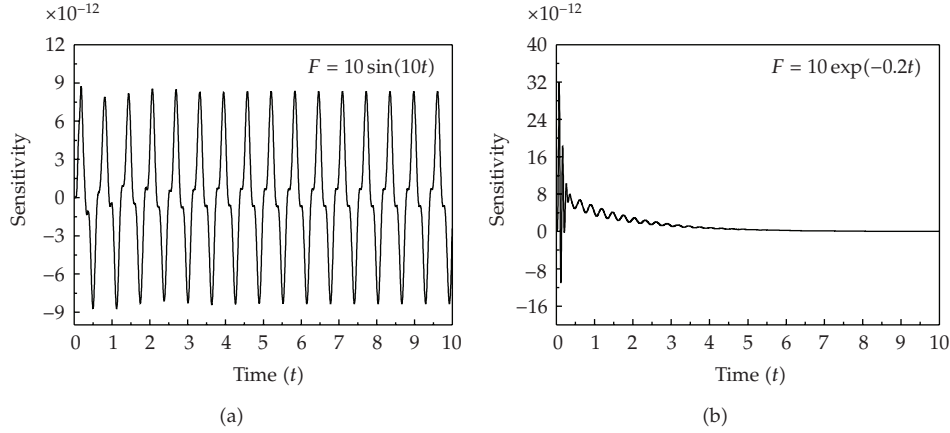 ×10⁻¹²
12
9
6
3
0
−3
−6
−9
Sensitivity
F = 10 sin(10t)
0 1 2 3 4 5 6 7 8 9 10
Time (t)
(a)
×10⁻¹²
40
32
24
16
8
0
−8
−16
Sensitivity
F = 10 exp(−0.2t)
0 1 2 3 4 5 6 7 8 9 10
Time (t)
(b)